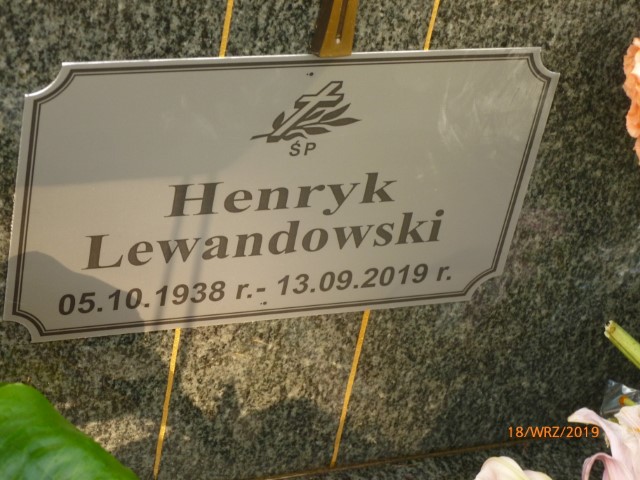 ŚP
Henryk
Lewandowski
05.10.1938 r.- 13.09.2019 r.
18/WRZ/2019